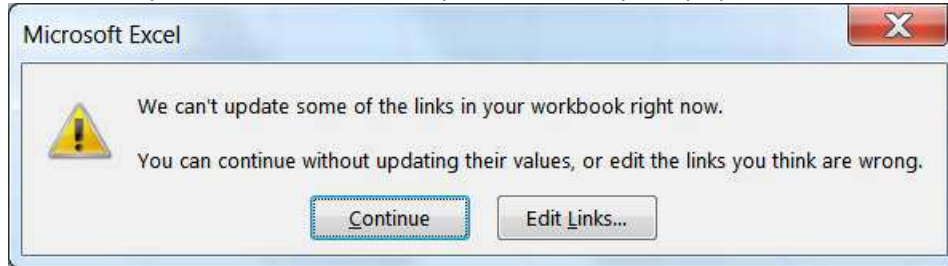 Microsoft Excel
We can't update some of the links in your workbook right now.
You can continue without updating their values, or edit the links you think are wrong.
Continue
Edit Links...